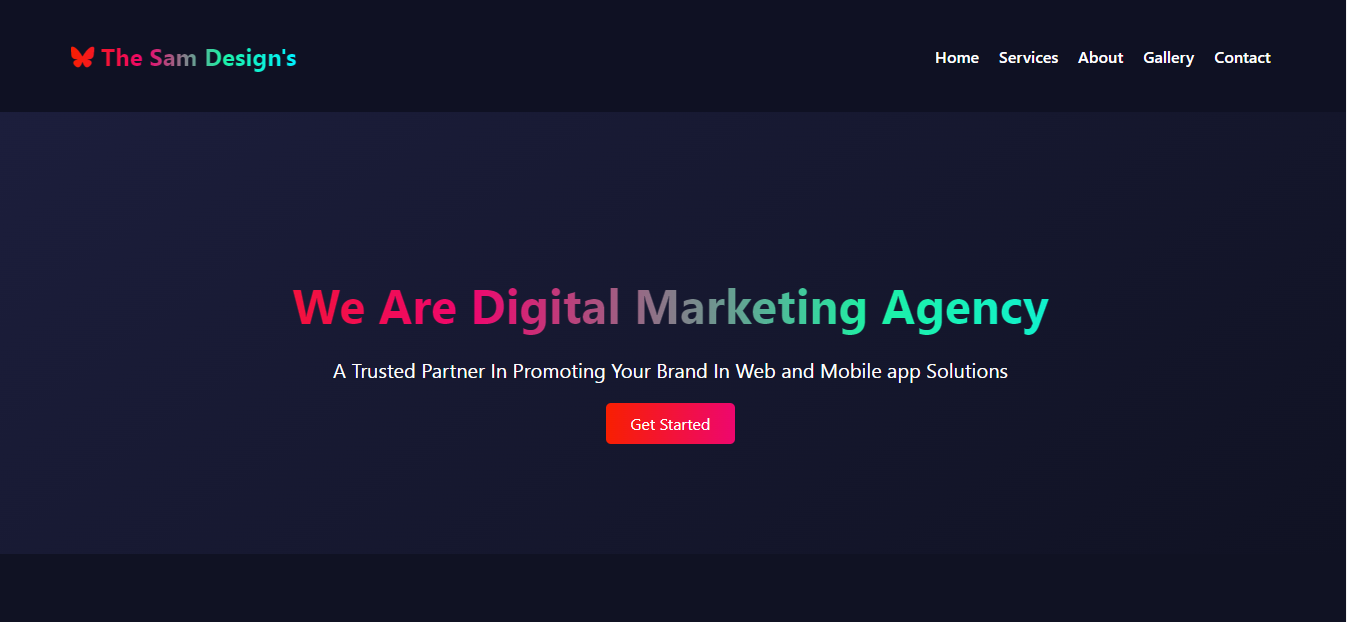 The Sam Design's
Home Services About Gallery Contact
We Are Digital Marketing Agency
A Trusted Partner In Promoting Your Brand In Web and Mobile app Solutions
Get Started